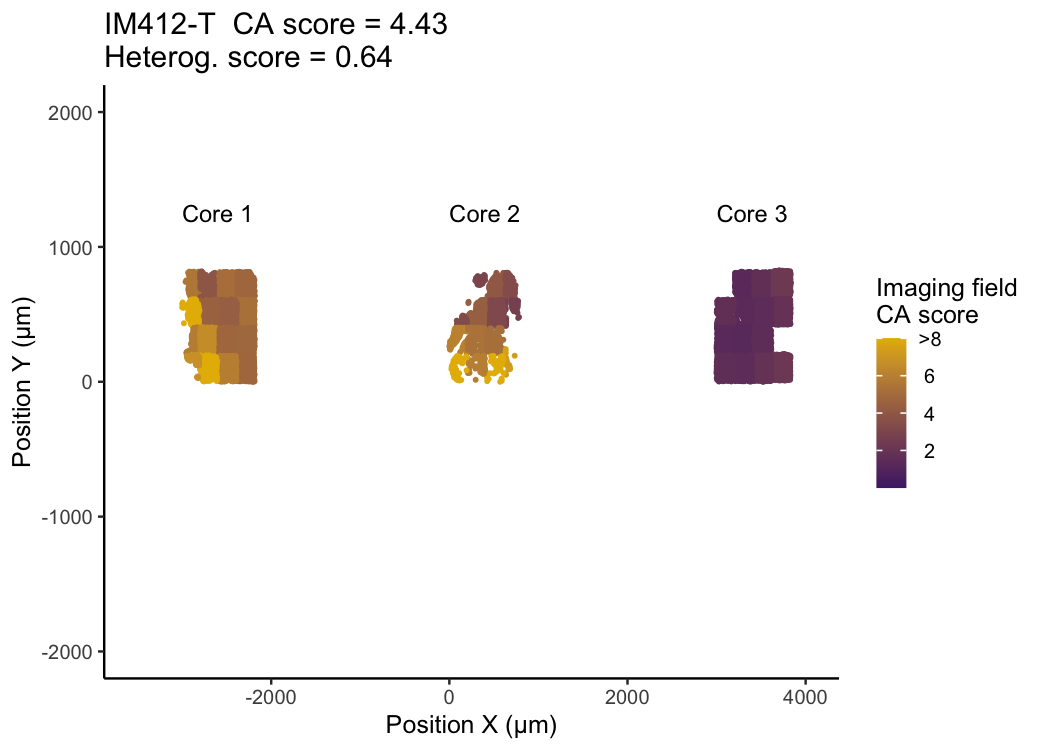 IM412-T  CA score = 4.43
Heterog. score = 0.64
Position Y (µm)
2000
1000
0
-1000
-2000
Core 1
Core 2
Core 3
-2000
0
2000
4000
Position X (µm)
Imaging field
CA score
>8
6
4
2